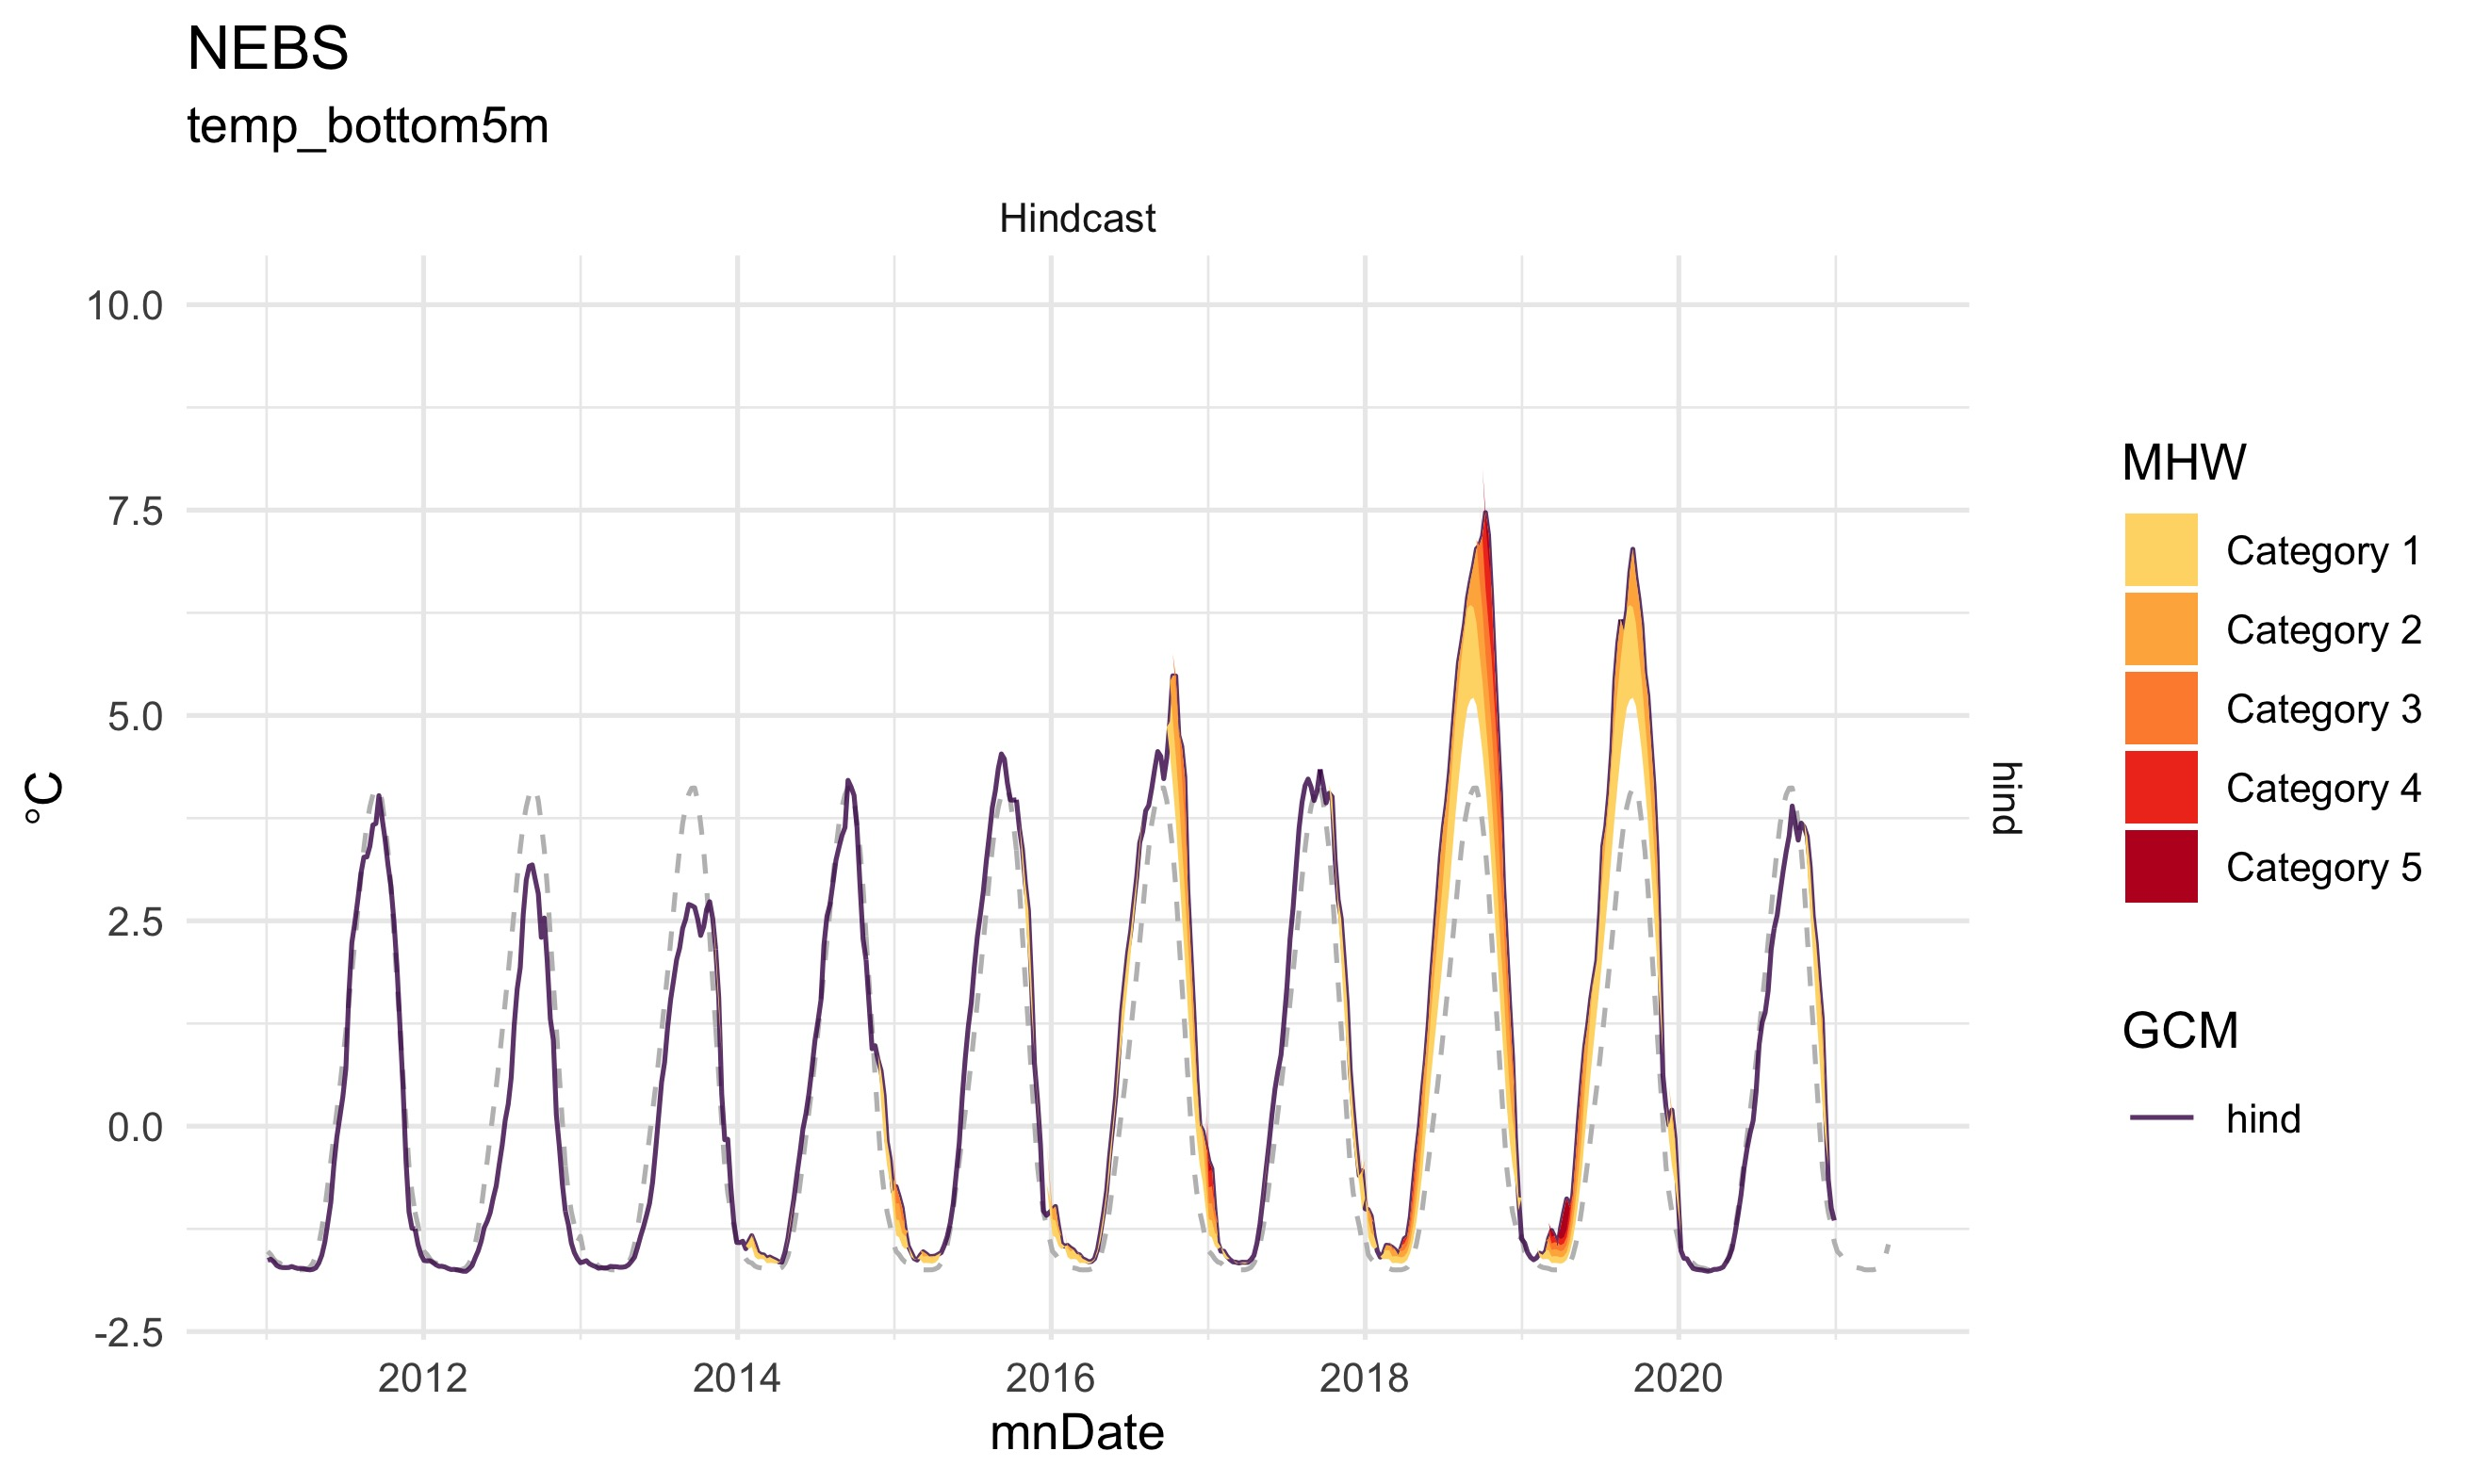 NEBS
temp_bottom5m
Hindcast
10.0
7.5
5.0
2.5
0.0
-2.5
°C
2012
2014
2016
2018
2020
mnDate
hind
MHW
Category 1
Category 2
Category 3
Category 4
Category 5
GCM
hind